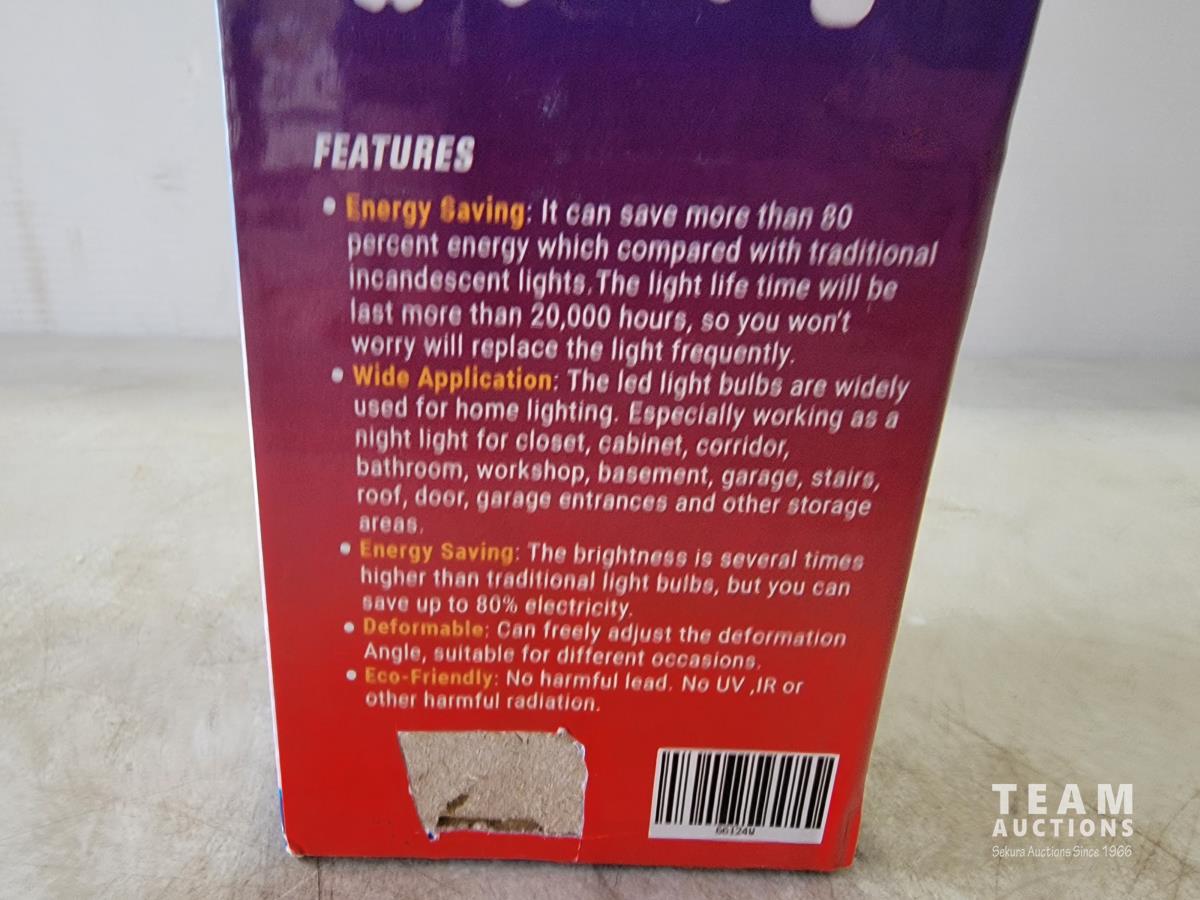 FEATURES
• Energy Saving: It can save more than 80
percent energy which compared with traditional
incandescent lights.The light life time will be
last more than 20,000 hours, so you won't
worry will replace the light frequently.
• Wide Application: The led light bulbs are widely
used for home lighting. Especially working as a
night light for closet, cabinet, corridor,
bathroom, workshop, basement, garage, stairs,
roof, door, garage entrances and other storage
areas.
• Energy Saving: The brightness is several times
higher than traditional light bulbs, but you can
save up to 80% electricity.
• Deformable: Can freely adjust the deformation
Angle, suitable for different occasions.
• Eco-Friendly: No harmful lead. No UV ,IR or
other harmful radiation.
66124W
TEAM
AUCTIONS
Sekura Auctions Since 1966